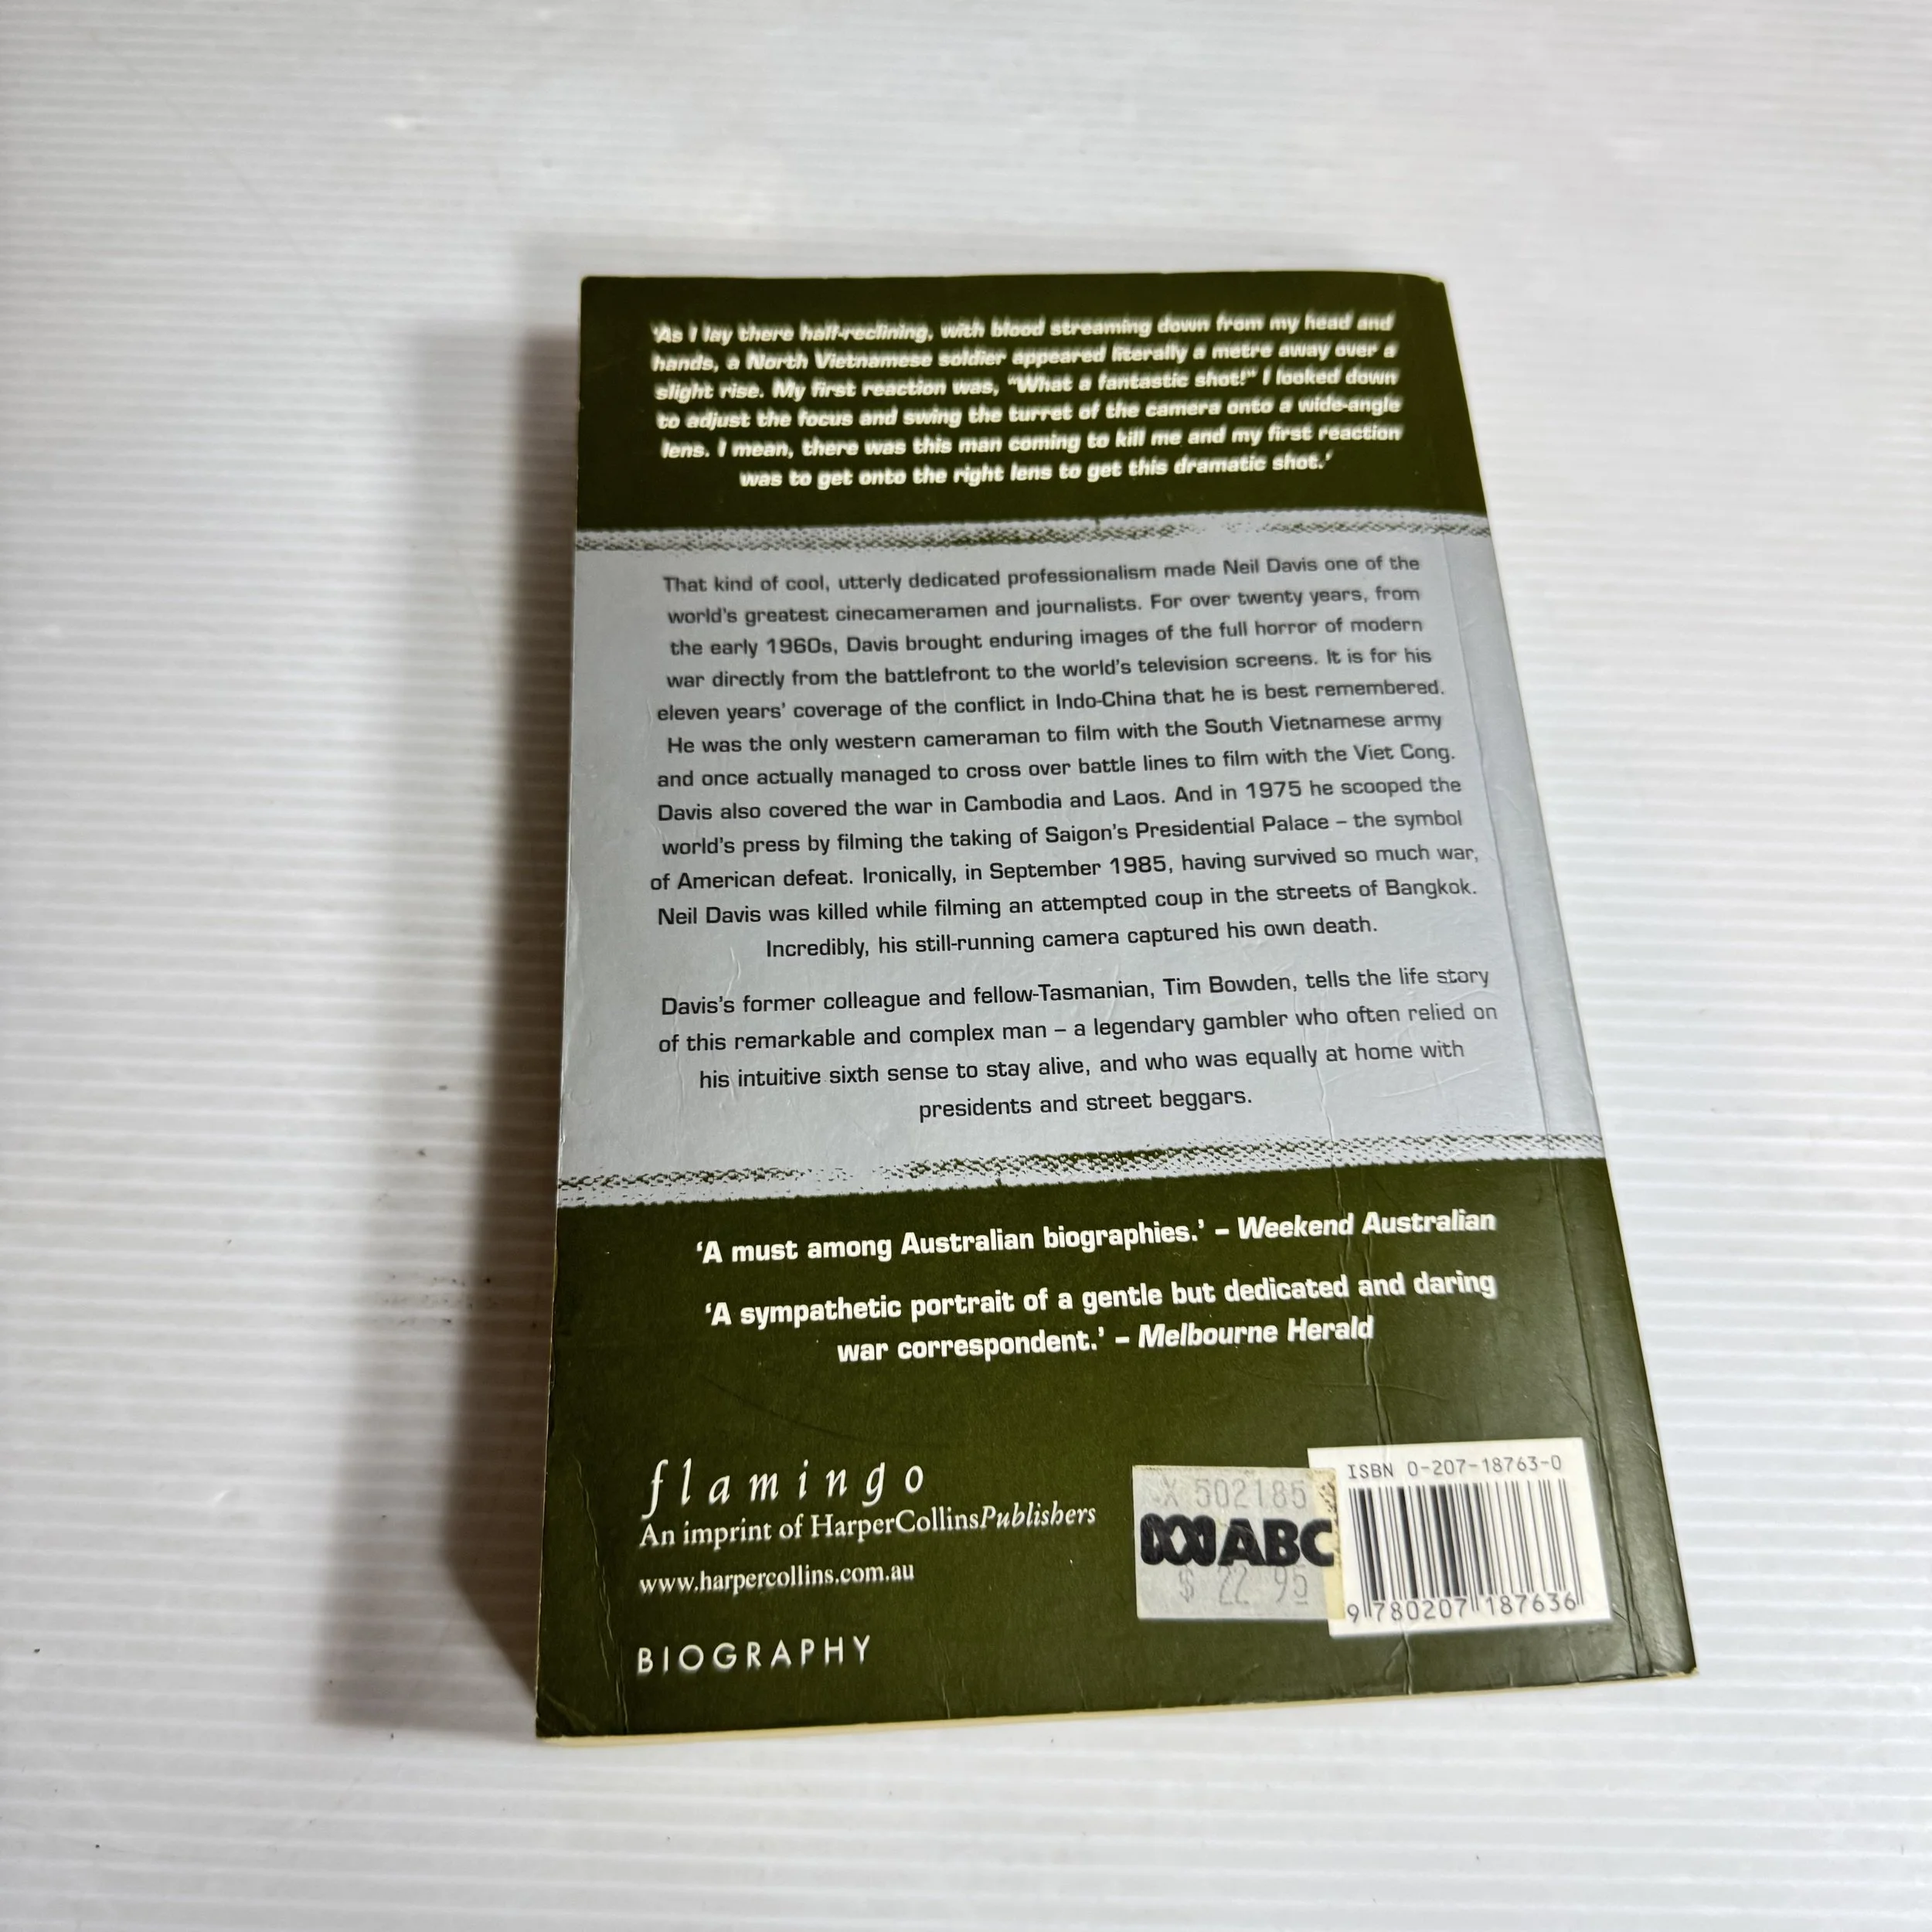 'As I lay there half-reclining, with blood streaming down from my head and
hands, a North Vietnamese soldier appeared literally a metre away over a
slight rise. My first reaction was, "What a fantastic shot!" I looked down
to adjust the focus and swing the turret of the camera onto a wide-angle
lens. I mean, there was this man coming to kill me and my first reaction
was to get onto the right lens to get this dramatic shot.'
That kind of cool, utterly dedicated professionalism made Neil Davis one of the
world's greatest cinecameramen and journalists. For over twenty years, from
the early 1960s, Davis brought enduring images of the full horror of modern
war directly from the battlefront to the world's television screens. It is for his
eleven years' coverage of the conflict in Indo-China that he is best remembered.
He was the only western cameraman to film with the South Vietnamese army
and once actually managed to cross over battle lines to film with the Viet Cong.
Davis also covered the war in Cambodia and Laos. And in 1975 he scooped the
world's press by filming the taking of Saigon's Presidential Palace – the symbol
of American defeat. Ironically, in September 1985, having survived so much war,
Neil Davis was killed while filming an attempted coup in the streets of Bangkok.
Incredibly, his still-running camera captured his own death.
Davis's former colleague and fellow-Tasmanian, Tim Bowden, tells the life story
of this remarkable and complex man – a legendary gambler who often relied on
his intuitive sixth sense to stay alive, and who was equally at home with
presidents and street beggars.
'A must among Australian biographies.' – Weekend Australian
'A sympathetic portrait of a gentle but dedicated and daring
war correspondent.' – Melbourne Herald
flamingo
An imprint of HarperCollinsPublishers
www.harpercollins.com.au
BIOGRAPHY
X 502185
ABC
$ 22 95
ISBN 0-207-18763-0
9 780207 187636